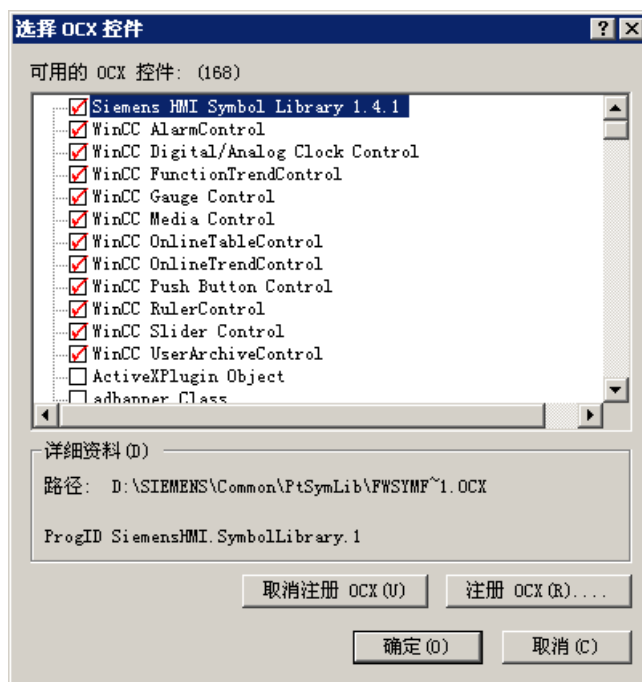 选择 OCX 控件
可用的 OCX 控件: (168)
Siemens HMI Symbol Library 1.4.1
WinCC AlarmControl
WinCC Digital/Analog Clock Control
WinCC FunctionTrendControl
WinCC Gauge Control
WinCC Media Control
WinCC OnlineTableControl
WinCC OnlineTrendControl
WinCC Push Button Control
WinCC RulerControl
WinCC Slider Control
WinCC UserArchiveControl
ActiveXPlugin Object
adbanner Class
详细资料(D)
路径: D:\SIEMENS\Common\PtSymLib\FWSYMF~1.OCX
ProgID SiemensHMI.SymbolLibrary.1
取消注册 OCX(U) 注册 OCX(R)....
确定(O) 取消(C)